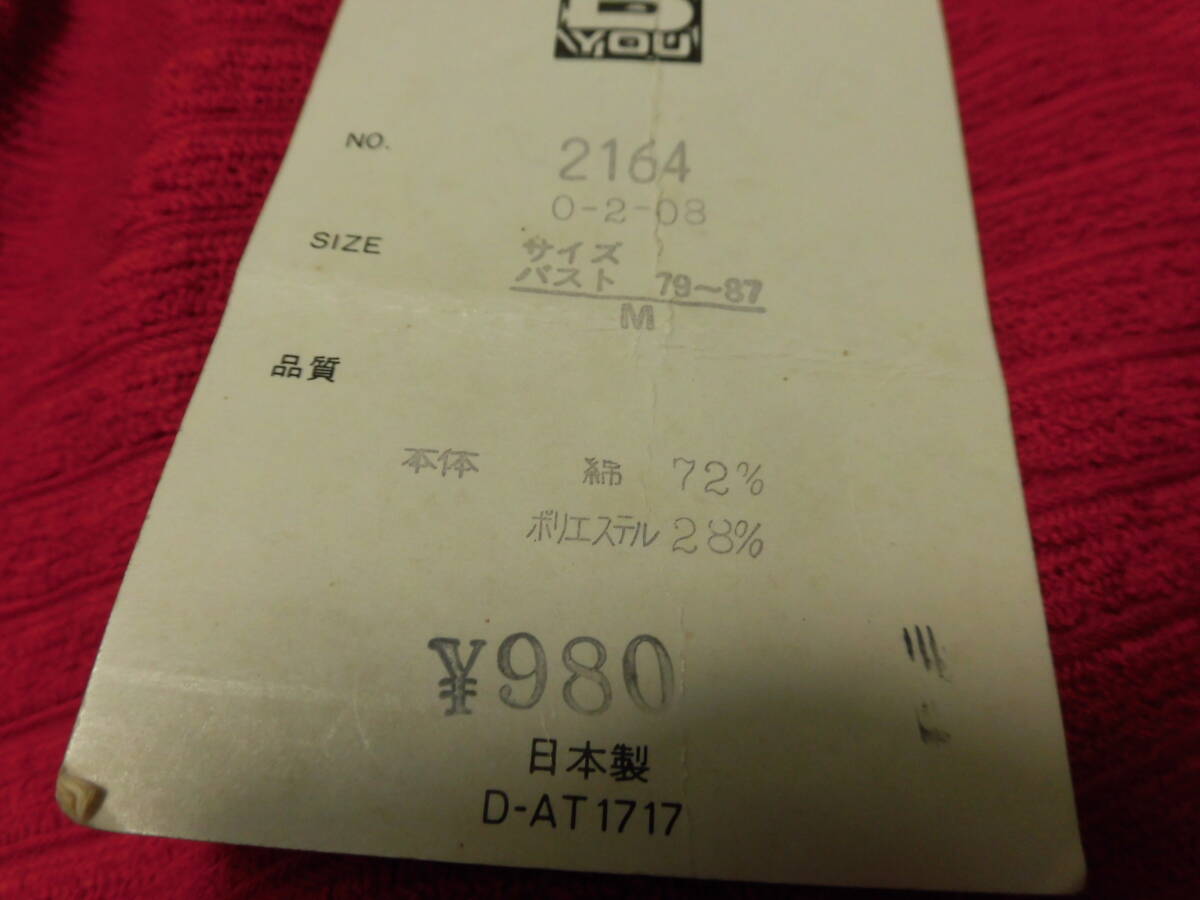 YOU
NO. 2164
0-2-08
SIZE サイズ
バスト 79～87
M
品質
本体 綿 72%
ポリエステル 28%
¥980
日本製
D-AT1717